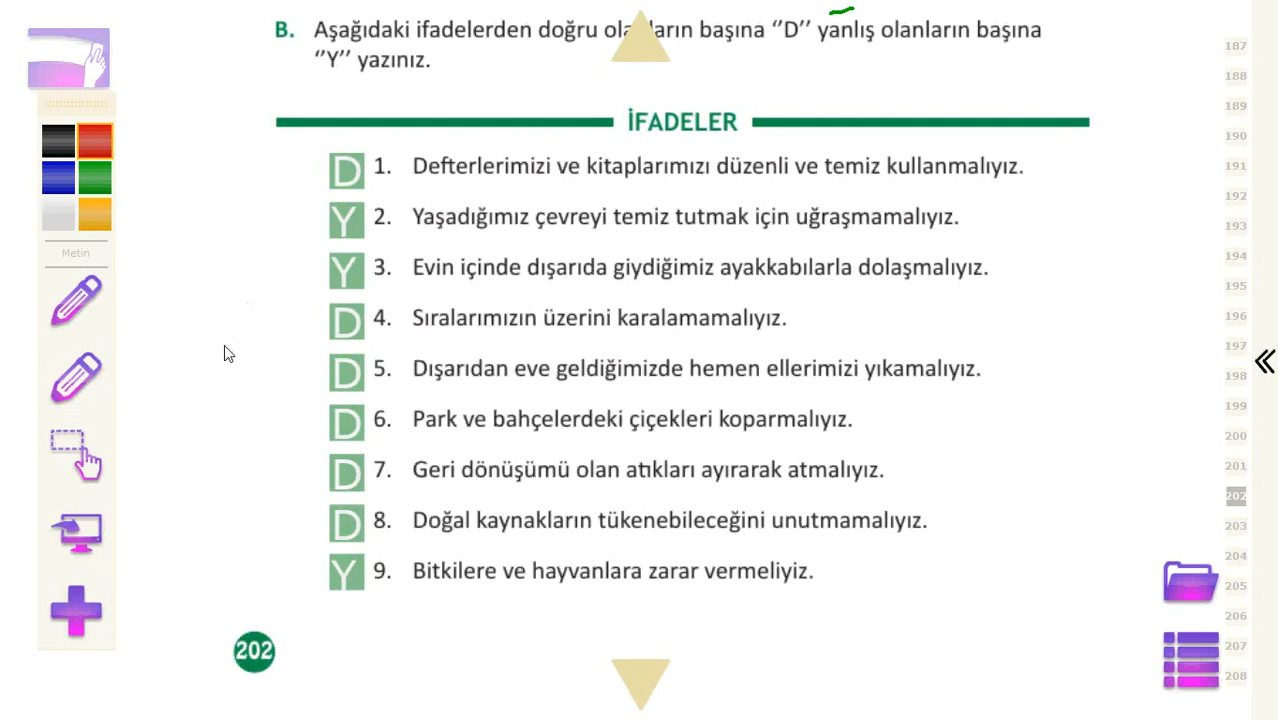 B. Aşağıdaki ifadelerden doğru olanların başına ‘‘D’’ yanlış olanların başına
‘‘Y’’ yazınız.
İFADELER
D 1. Defterlerimizi ve kitaplarımızı düzenli ve temiz kullanmalıyız.
Y 2. Yaşadığımız çevreyi temiz tutmak için uğraşmamalıyız.
Y 3. Evin içinde dışarıda giydiğimiz ayakkabılarla dolaşmalıyız.
D 4. Sıralarımızın üzerini karalamamalıyız.
D 5. Dışarıdan eve geldiğimizde hemen ellerimizi yıkamalıyız.
D 6. Park ve bahçelerdeki çiçekleri koparmalıyız.
D 7. Geri dönüşümü olan atıkları ayırarak atmalıyız.
D 8. Doğal kaynakların tükenebileceğini unutmamalıyız.
Y 9. Bitkilere ve hayvanlara zarar vermeliyiz.
202
Metin
187
188
189
190
191
192
193
194
195
196
197
198
199
200
201
202
203
204
205
206
207
208